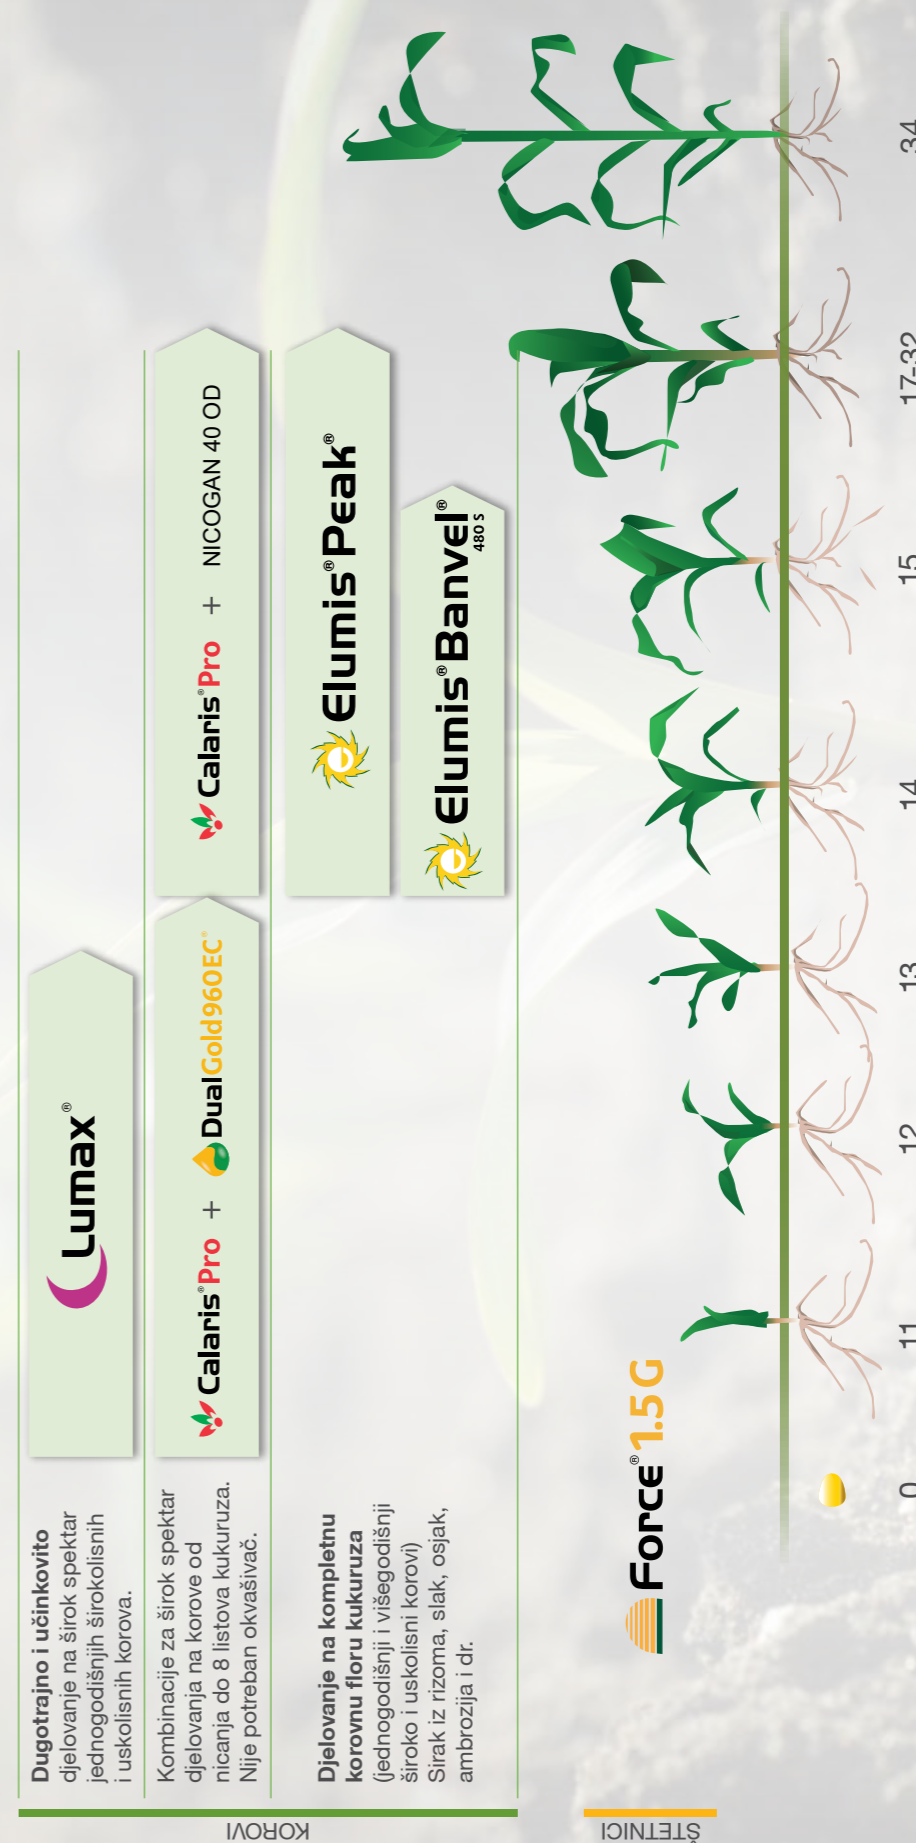 KOROVI
Dugotrajno i učinkovito
djelovanje na širok spektar
jednogodišnjih širokolisnih
i uskolisnih korova.
Lumax®
Kombinacije za širok spektar
djelovanja na korove od
nicanja do 8 listova kukuruza.
Nije potreban okvašivač.
Calaris® Pro + DualGold960EC®
Calaris® Pro + NICOGAN 40 OD
Djelovanje na kompletnu
korovnu floru kukuruza
(jednogodišnji i višegodišnji
široko i uskolisni korovi)
Sirak iz rizoma, slak, osjak,
ambrozija i dr.
Elumis® Peak®
Elumis® Banvel®
480 S
ŠTETNICI
Force® 1.5 G
0 11 12 13 14 15 17-32 34